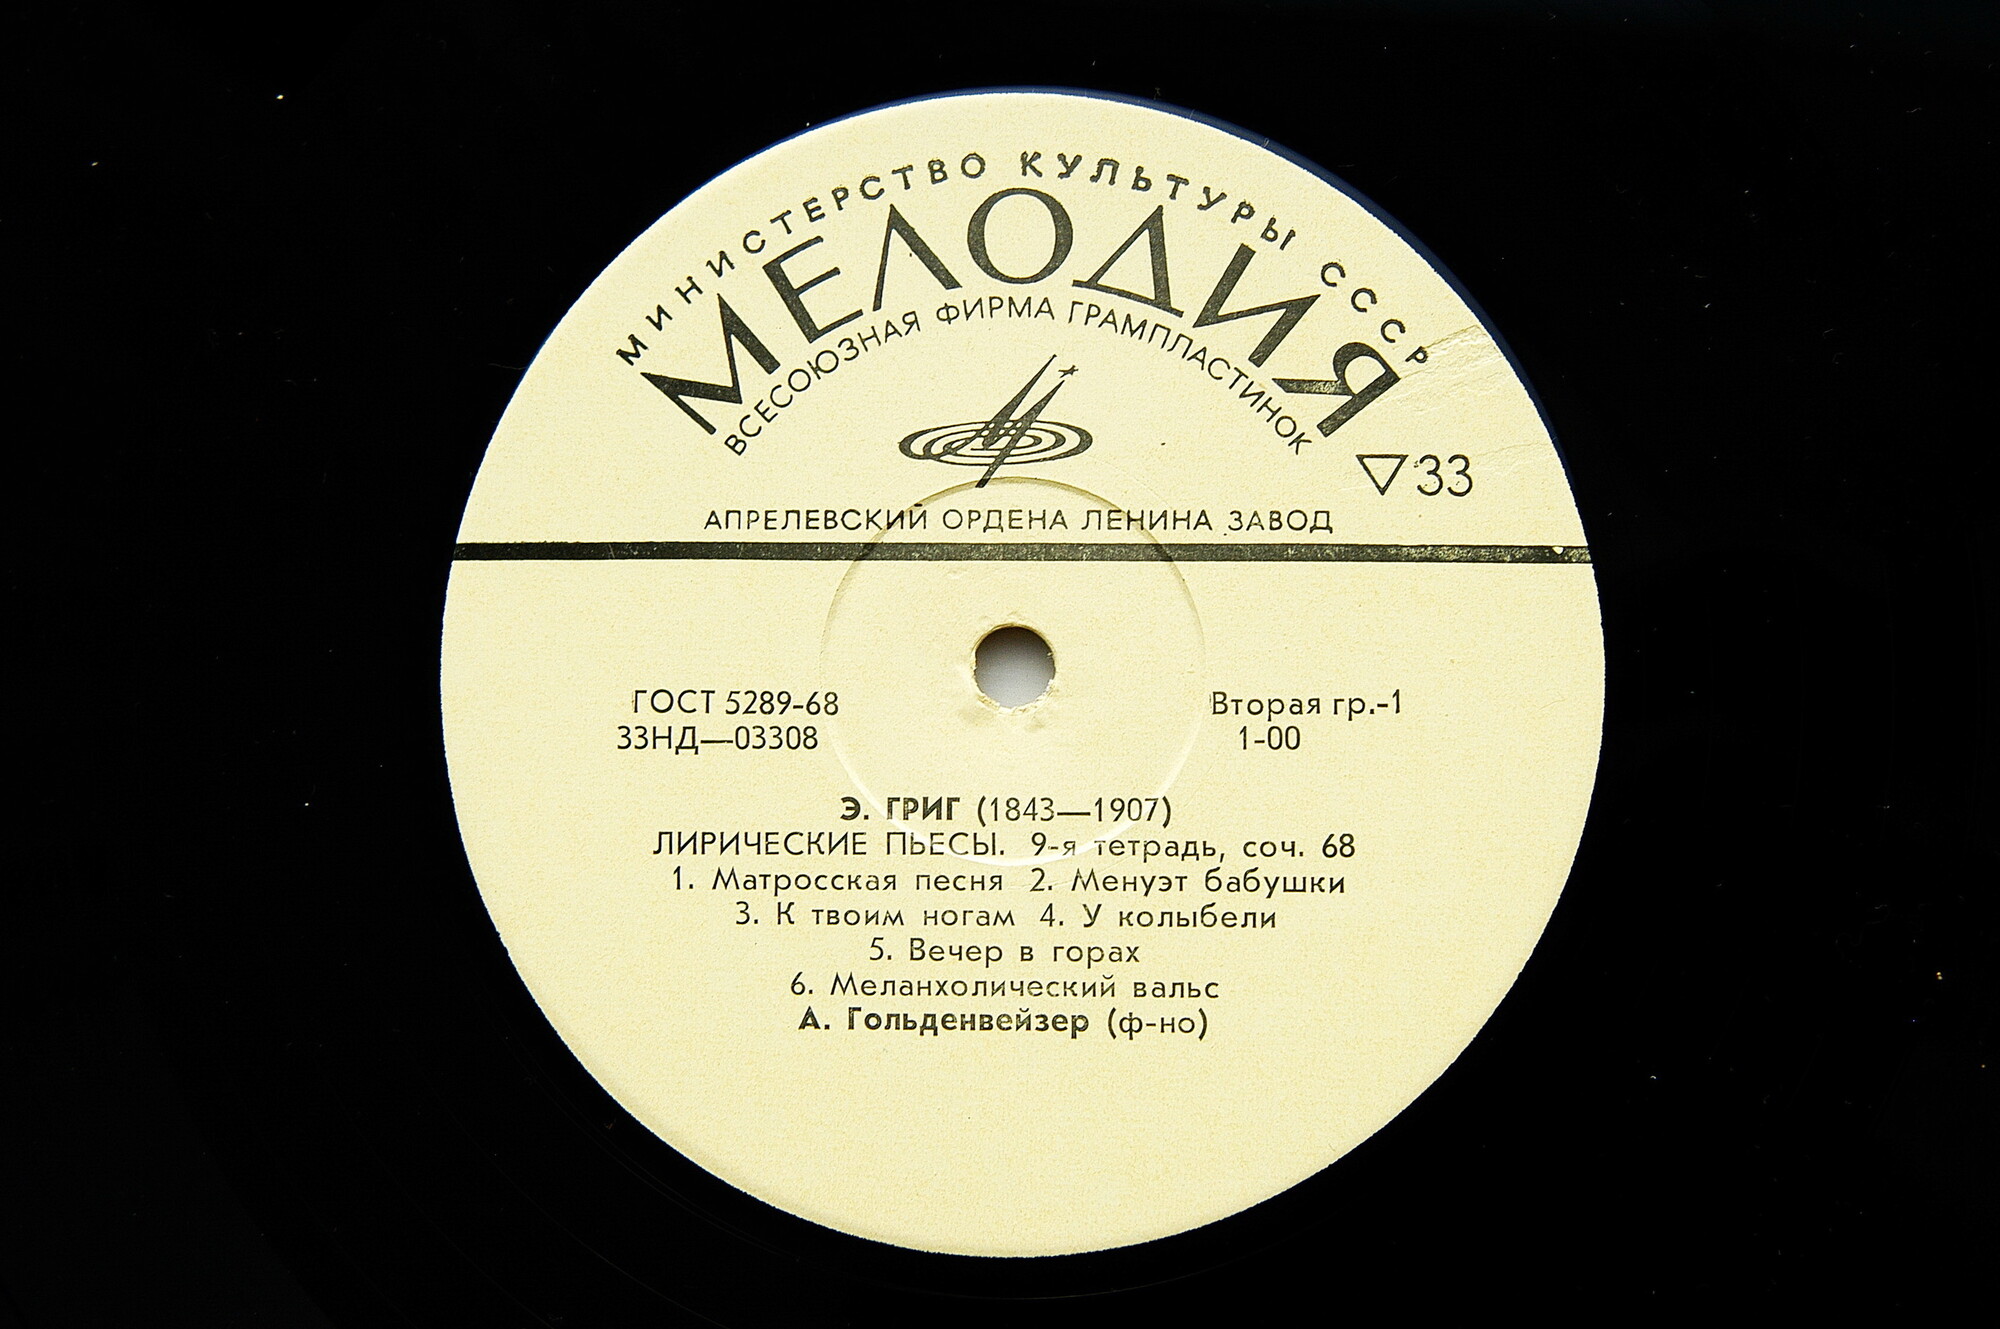 МИНИСТЕРСТВО КУЛЬТУРЫ СССР
МЕЛОДИЯ
ВСЕСОЮЗНАЯ ФИРМА ГРАМПЛАСТИНОК
▽33
АПРЕЛЕВСКИЙ ОРДЕНА ЛЕНИНА ЗАВОД
ГОСТ 5289-68
33НД—03308
Вторая гр.-1
1-00
Э. ГРИГ (1843—1907)
ЛИРИЧЕСКИЕ ПЬЕСЫ. 9-я тетрадь, соч. 68
1. Матросская песня 2. Менуэт бабушки
3. К твоим ногам 4. У колыбели
5. Вечер в горах
6. Меланхолический вальс
А. Гольденвейзер (ф-но)